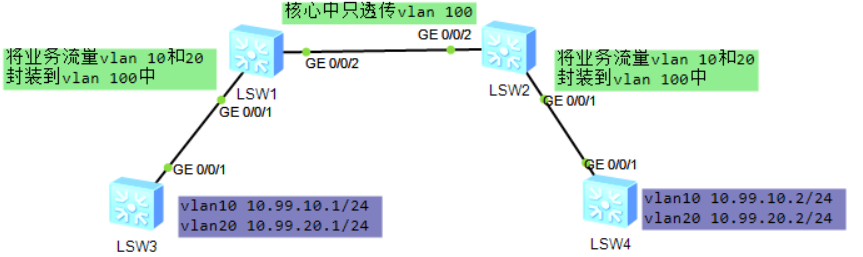 核心中只透传vlan 100
将业务流量vlan 10和20
封装到vlan 100中
GE 0/0/2
GE 0/0/2
将业务流量vlan 10和20
封装到vlan 100中
LSW1
LSW2
GE 0/0/1
GE 0/0/1
GE 0/0/1
GE 0/0/1
vlan10 10.99.10.1/24
vlan20 10.99.20.1/24
LSW3
vlan10 10.99.10.2/24
vlan20 10.99.20.2/24
LSW4